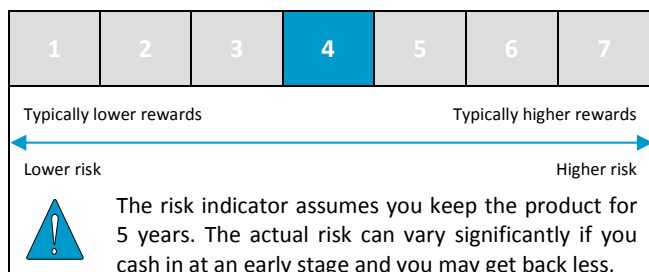 1 2 3 4 5 6 7
Typically lower rewards Typically higher rewards
Lower risk Higher risk
The risk indicator assumes you keep the product for
5 years. The actual risk can vary significantly if you
cash in at an early stage and you may get back less.